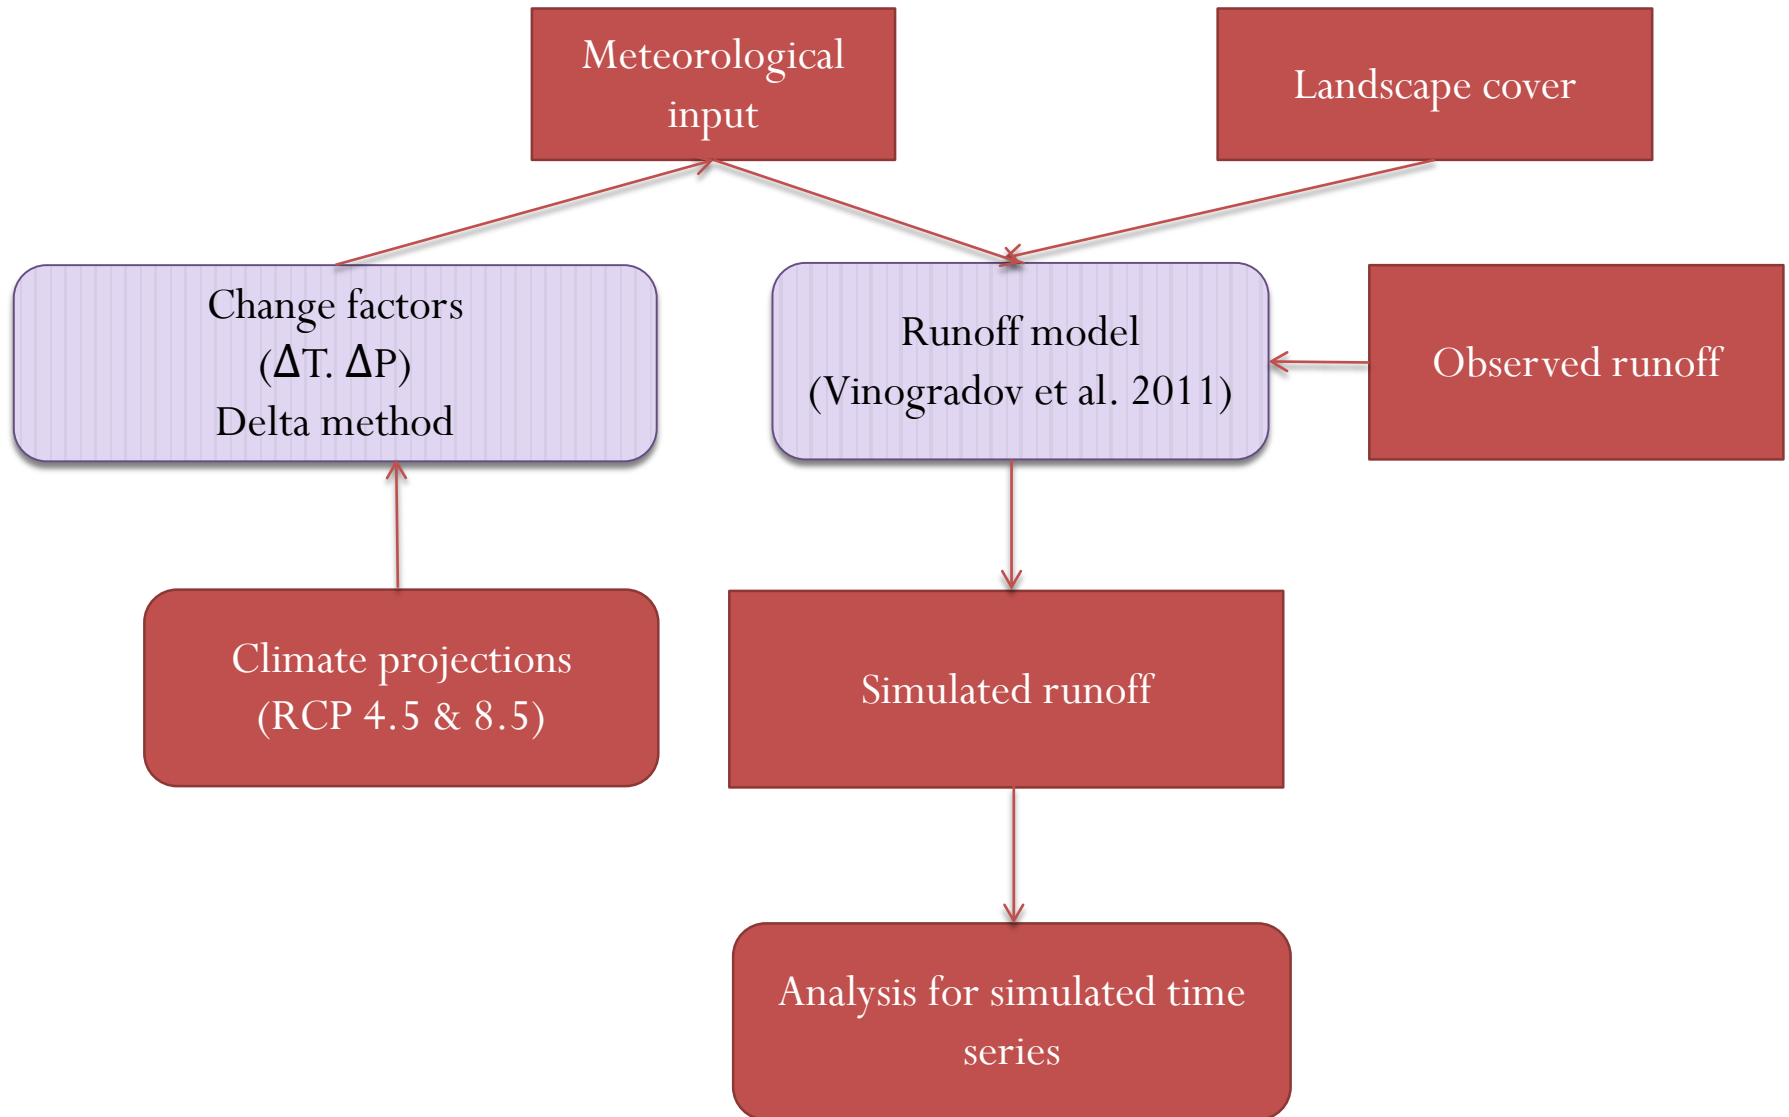 Meteorological
input
Landscape cover
Change factors
(ΔT. ΔP)
Delta method
Runoff model
(Vinogradov et al. 2011)
Observed runoff
Climate projections
(RCP 4.5 & 8.5)
Simulated runoff
Analysis for simulated time
series